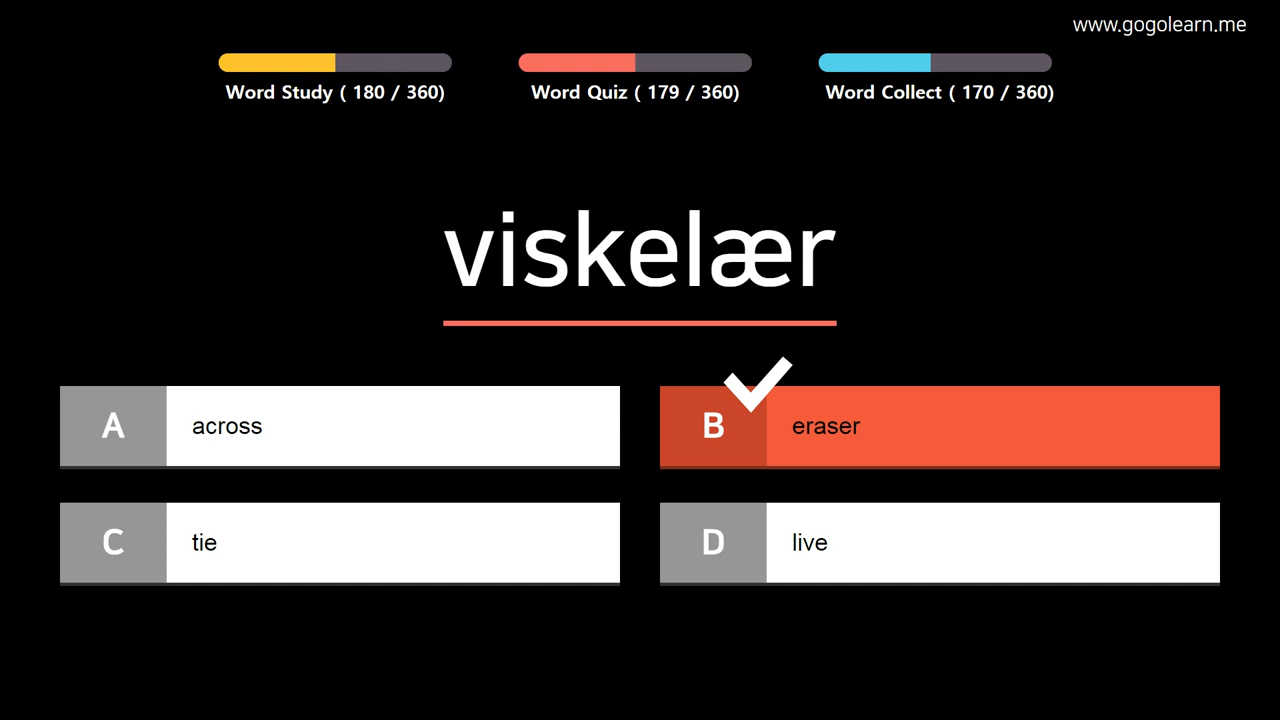 www.gogolearn.me
Word Study ( 180 / 360)
Word Quiz ( 179 / 360)
Word Collect ( 170 / 360)
viskelær
A across
B eraser
C tie
D live